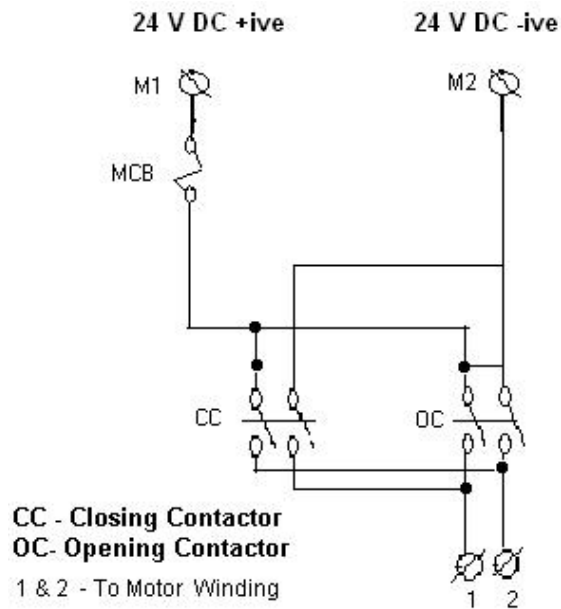 24 V DC +ive
24 V DC -ive
M1
M2
MCB
CC
OC
CC - Closing Contactor
OC- Opening Contactor
1 & 2 - To Motor Winding
1
2